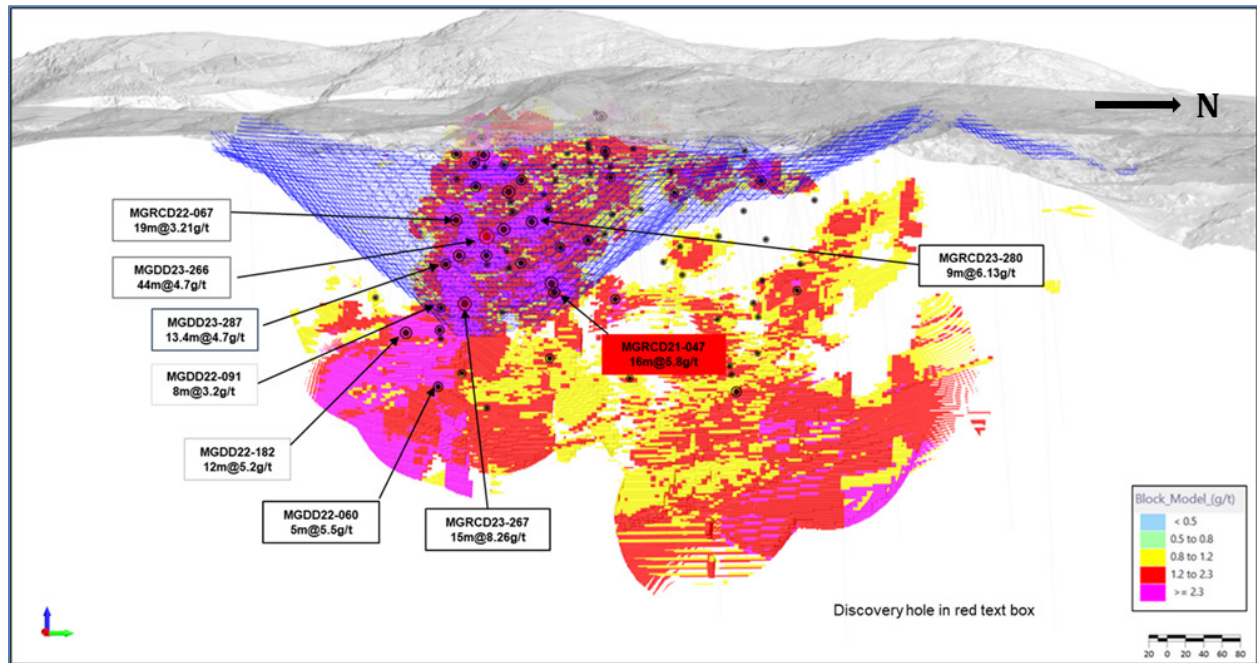 N
MGRCD22-067
19m@3.21g/t
MGDD23-266
44m@4.7g/t
MGDD23-287
13.4m@4.7g/t
MGDD22-091
8m@3.2g/t
MGDD22-182
12m@5.2g/t
MGDD22-060
5m@5.5g/t
MGRCD23-267
15m@8.26g/t
MGRCD21-047
16m@5.8g/t
MGRCD23-280
9m@6.13g/t
Block_Model_(g/t)
< 0.5
0.5 to 0.8
0.8 to 1.2
1.2 to 2.3
>= 2.3
Discovery hole in red text box
20 0 20 40 60 80